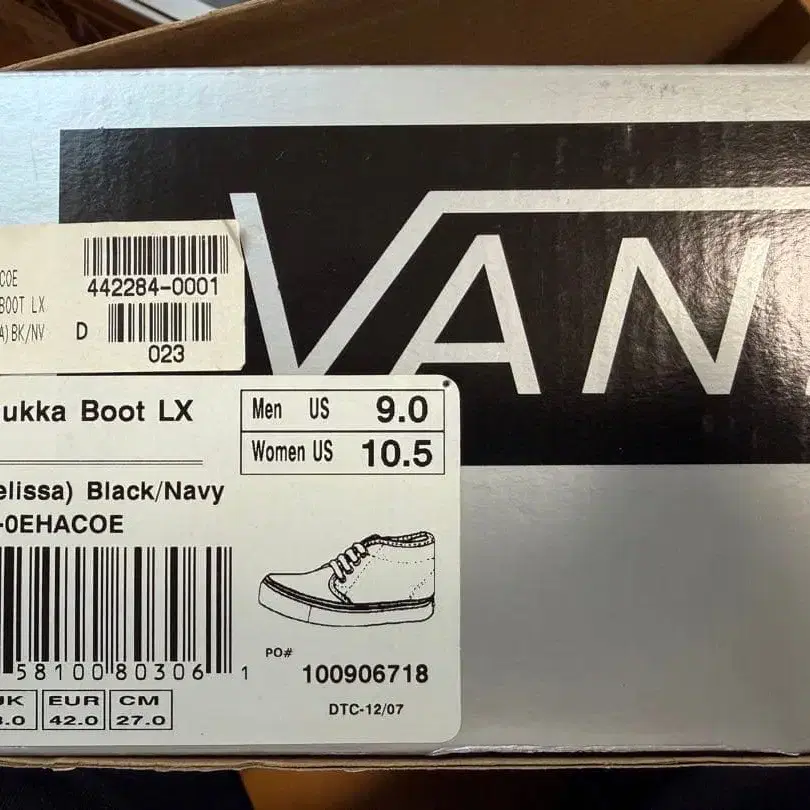 VAN
COE
442284-0001
BOOT LX
A) BK/NV
D
023
ukka Boot LX
Men US 9.0
Women US 10.5
elissa) Black/Navy
-0EHACOE
58100 80306 1
PO#
100906718
DTC-12/07
UK EUR CM
8.0 42.0 27.0